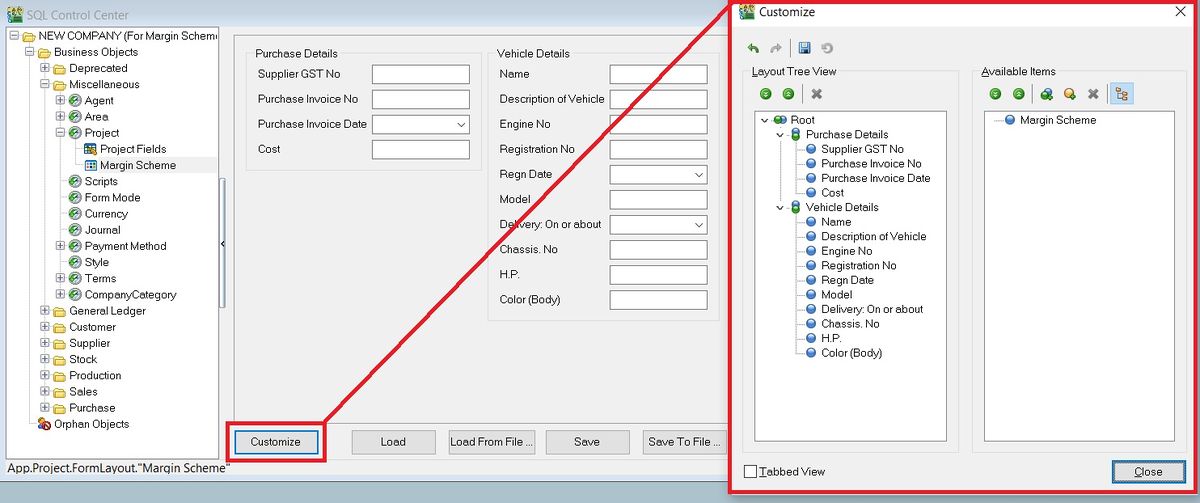 SQL Control Center
NEW COMPANY (For Margin Scheme
Business Objects
Deprecated
Miscellaneous
Agent
Area
Project
Project Fields
Margin Scheme
Scripts
Form Mode
Currency
Journal
Payment Method
Style
Terms
CompanyCategory
General Ledger
Customer
Supplier
Stock
Production
Sales
Purchase
Orphan Objects
App.Project.FormLayout."Margin Scheme"
Purchase Details
Supplier GST No
Purchase Invoice No
Purchase Invoice Date
Cost
Vehicle Details
Name
Description of Vehicle
Engine No
Registration No
Regn Date
Model
Delivery: On or about
Chassis. No
H.P.
Color (Body)
Customize
Load
Load From File ...
Save
Save To File ...
Customize
Layout Tree View
Root
Purchase Details
Supplier GST No
Purchase Invoice No
Purchase Invoice Date
Cost
Vehicle Details
Name
Description of Vehicle
Engine No
Registration No
Regn Date
Model
Delivery: On or about
Chassis. No
H.P.
Color (Body)
Available Items
Margin Scheme
Tabbed View
Close